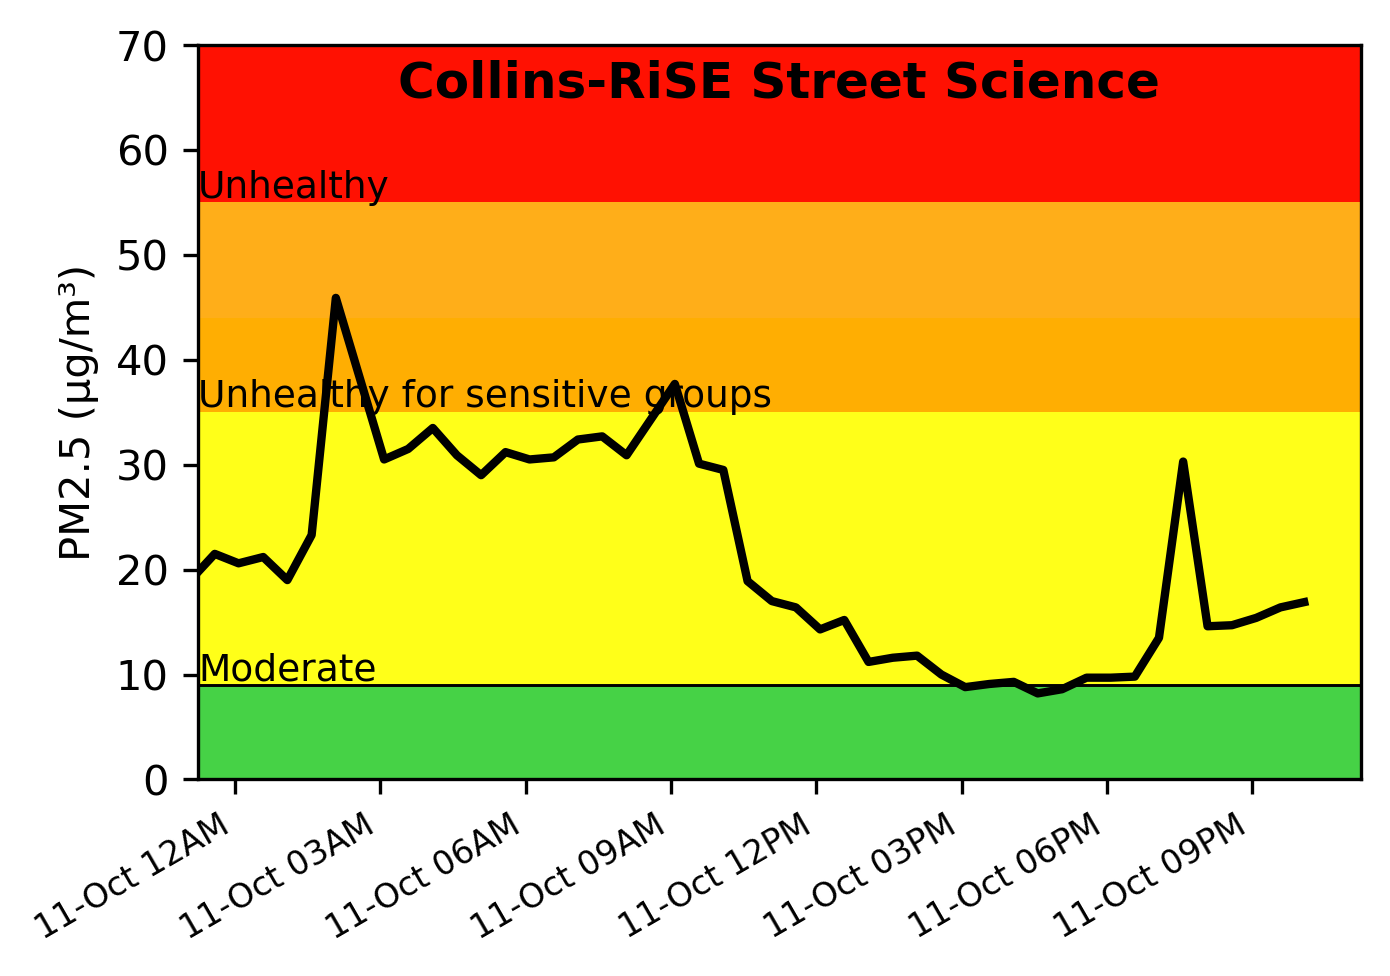 Collins-RiSE Street Science
70
60
Unhealthy
50
40
Unhealthy for sensitive groups
30
20
Moderate
10
0
PM2.5 (µg/m³)
11-Oct 12AM
11-Oct 03AM
11-Oct 06AM
11-Oct 09AM
11-Oct 12PM
11-Oct 03PM
11-Oct 06PM
11-Oct 09PM